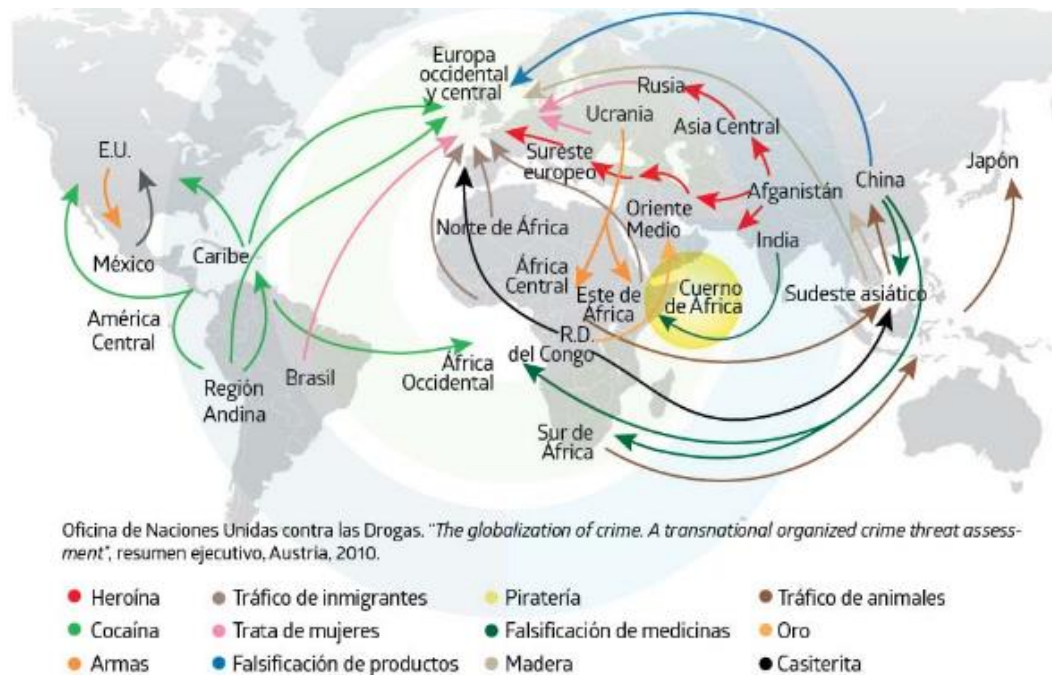 Europa
occidental
y central
Rusia
Ucrania
Asia Central
E.U.
Sureste
europeo
China
Japón
Afganistán
Norte de África
Oriente
Medio
India
México
Caribe
África
Central
Este de
África
Cuerno
de África
Sudeste asiático
América
Central
R.D.
del Congo
África
Occidental
Brasil
Región
Andina
Sur de
África
Oficina de Naciones Unidas contra las Drogas. "The globalization of crime. A transnational organized crime threat assess-
ment", resumen ejecutivo, Austria, 2010.
Heroína
Tráfico de inmigrantes
Piratería
Tráfico de animales
Cocaína
Trata de mujeres
Falsificación de medicinas
Oro
Armas
Falsificación de productos
Madera
Casiterita